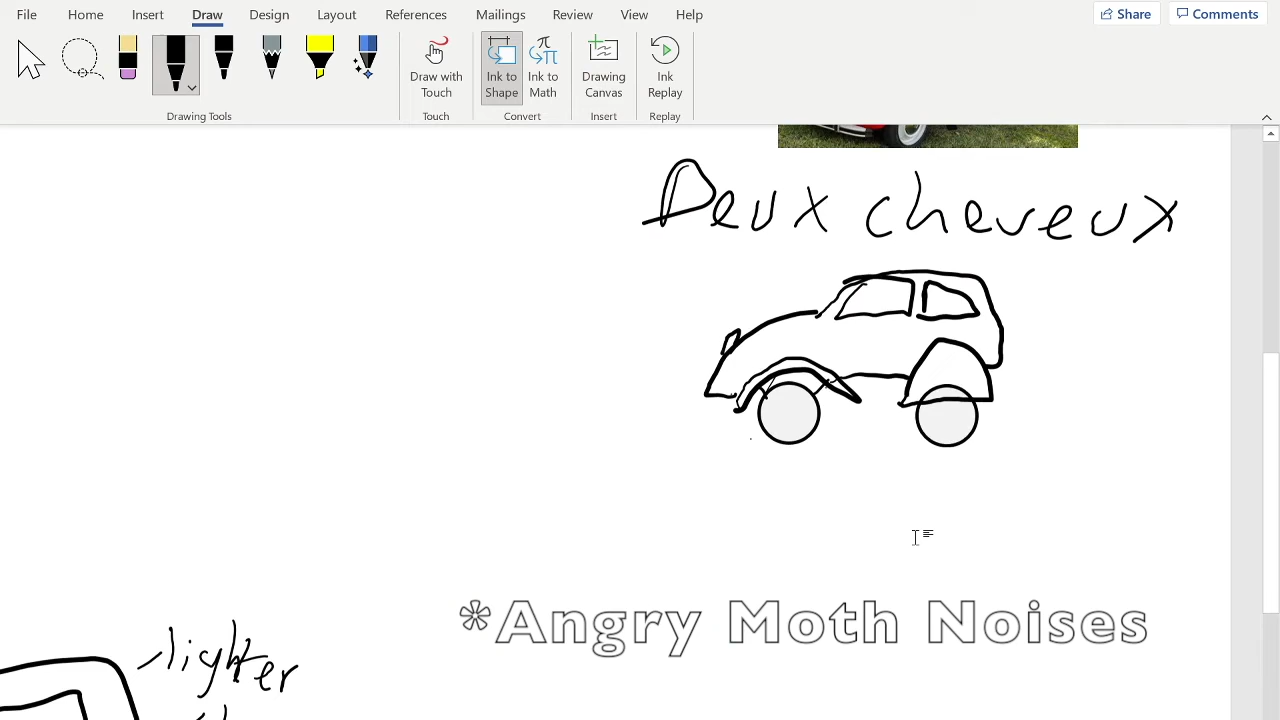 File Home Insert Draw Design Layout References Mailings Review View Help Share Comments
Draw with Touch
Ink to Shape
Ink to Math
Drawing Canvas
Ink Replay
Drawing Tools Touch Convert Insert Replay
Deux cheveux
*Angry Moth Noises
lighter